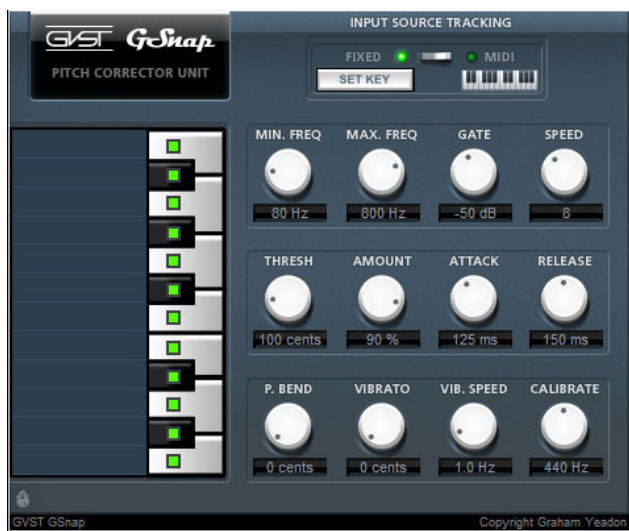 GVST GSnap
PITCH CORRECTOR UNIT
INPUT SOURCE TRACKING
FIXED MIDI
SET KEY
MIN. FREQ MAX. FREQ GATE SPEED
80 Hz 800 Hz -50 dB 8
THRESH AMOUNT ATTACK RELEASE
100 cents 90 % 125 ms 150 ms
P. BEND VIBRATO VIB. SPEED CALIBRATE
0 cents 0 cents 1.0 Hz 440 Hz
GVST GSnap Copyright Graham Yeadon